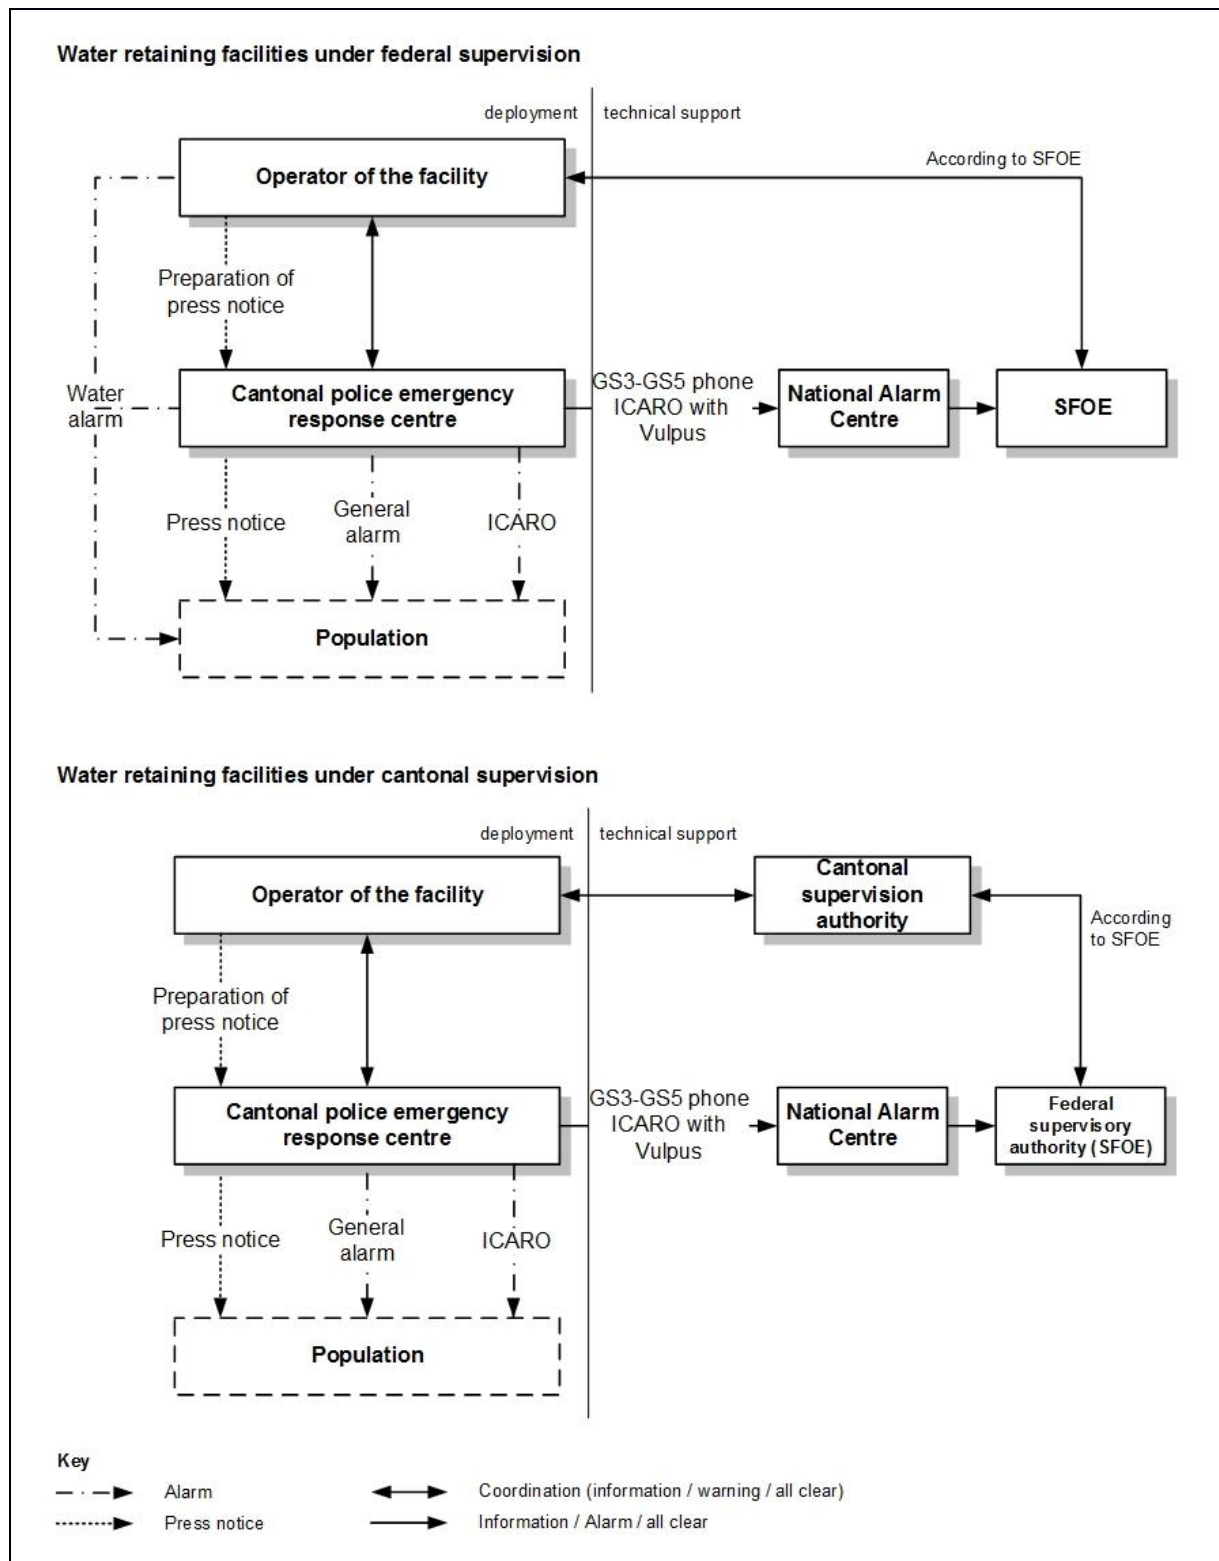 Water retaining facilities under federal supervision
deployment
technical support
Operator of the facility
According to SFOE
Preparation of
press notice
Water
alarm
Cantonal police emergency
response centre
GS3-GS5 phone
ICARO with
Vulpus
National Alarm
Centre
SFOE
Press notice
General
alarm
ICARO
Population
Water retaining facilities under cantonal supervision
deployment
technical support
Operator of the facility
Cantonal
supervision
authority
According
to SFOE
Preparation of
press notice
Cantonal police emergency
response centre
GS3-GS5 phone
ICARO with
Vulpus
National Alarm
Centre
Federal
supervisory
authority (SFOE)
Press notice
General
alarm
ICARO
Population
Key
Alarm
Coordination (information / warning / all clear)
Press notice
Information / Alarm / all clear